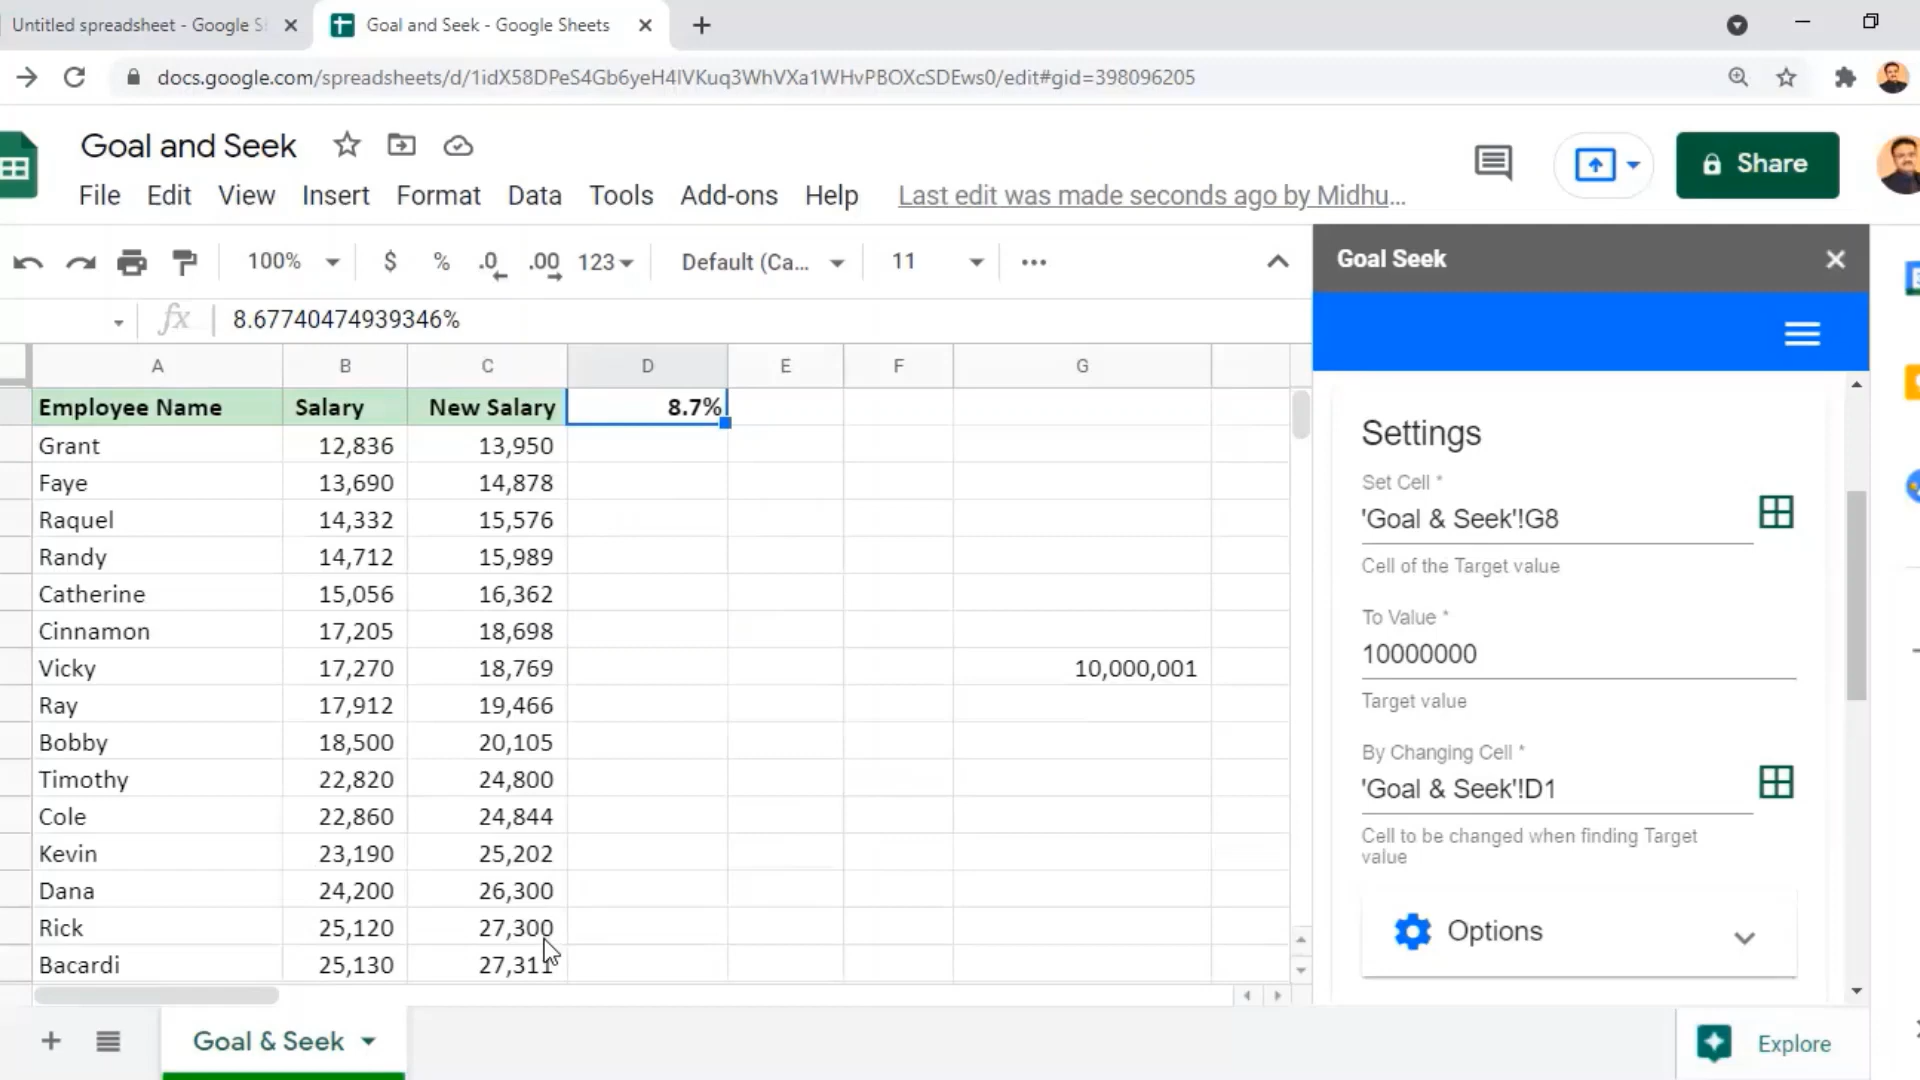 Untitled spreadsheet - Google S
Goal and Seek - Google Sheets
docs.google.com/spreadsheets/d/1idX58DPeS4Gb6yeH4lVKuq3WhVXa1WHvPBOXcSDEws0/edit#gid=398096205
Goal and Seek
Share
File Edit View Insert Format Data Tools Add-ons Help Last edit was made seconds ago by Midhu...
100% $ % .0 .00 123 Default (Ca... 11
Goal Seek
fx 8.67740474939346%
A B C D E F G
Employee Name Salary New Salary 8.7%
Grant 12,836 13,950
Faye 13,690 14,878
Raquel 14,332 15,576
Randy 14,712 15,989
Catherine 15,056 16,362
Cinnamon 17,205 18,698
Vicky 17,270 18,769 10,000,001
Ray 17,912 19,466
Bobby 18,500 20,105
Timothy 22,820 24,800
Cole 22,860 24,844
Kevin 23,190 25,202
Dana 24,200 26,300
Rick 25,120 27,300
Bacardi 25,130 27,311
Settings
Set Cell *
'Goal & Seek'!G8
Cell of the Target value
To Value *
10000000
Target value
By Changing Cell *
'Goal & Seek'!D1
Cell to be changed when finding Target
value
Options
Goal & Seek
Explore